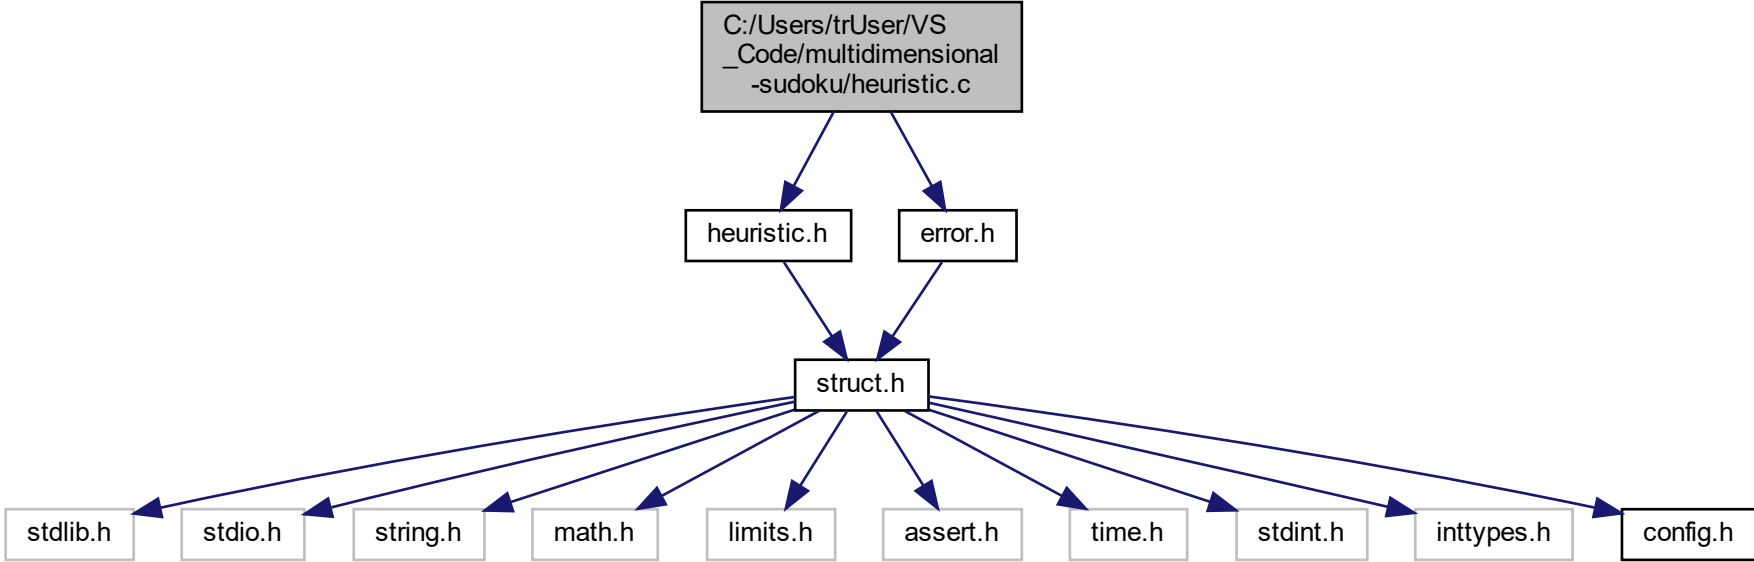 C:/Users/trUser/VS
_Code/multidimensional
-sudoku/heuristic.c
heuristic.h
error.h
struct.h
stdlib.h
stdio.h
string.h
math.h
limits.h
assert.h
time.h
stdint.h
inttypes.h
config.h